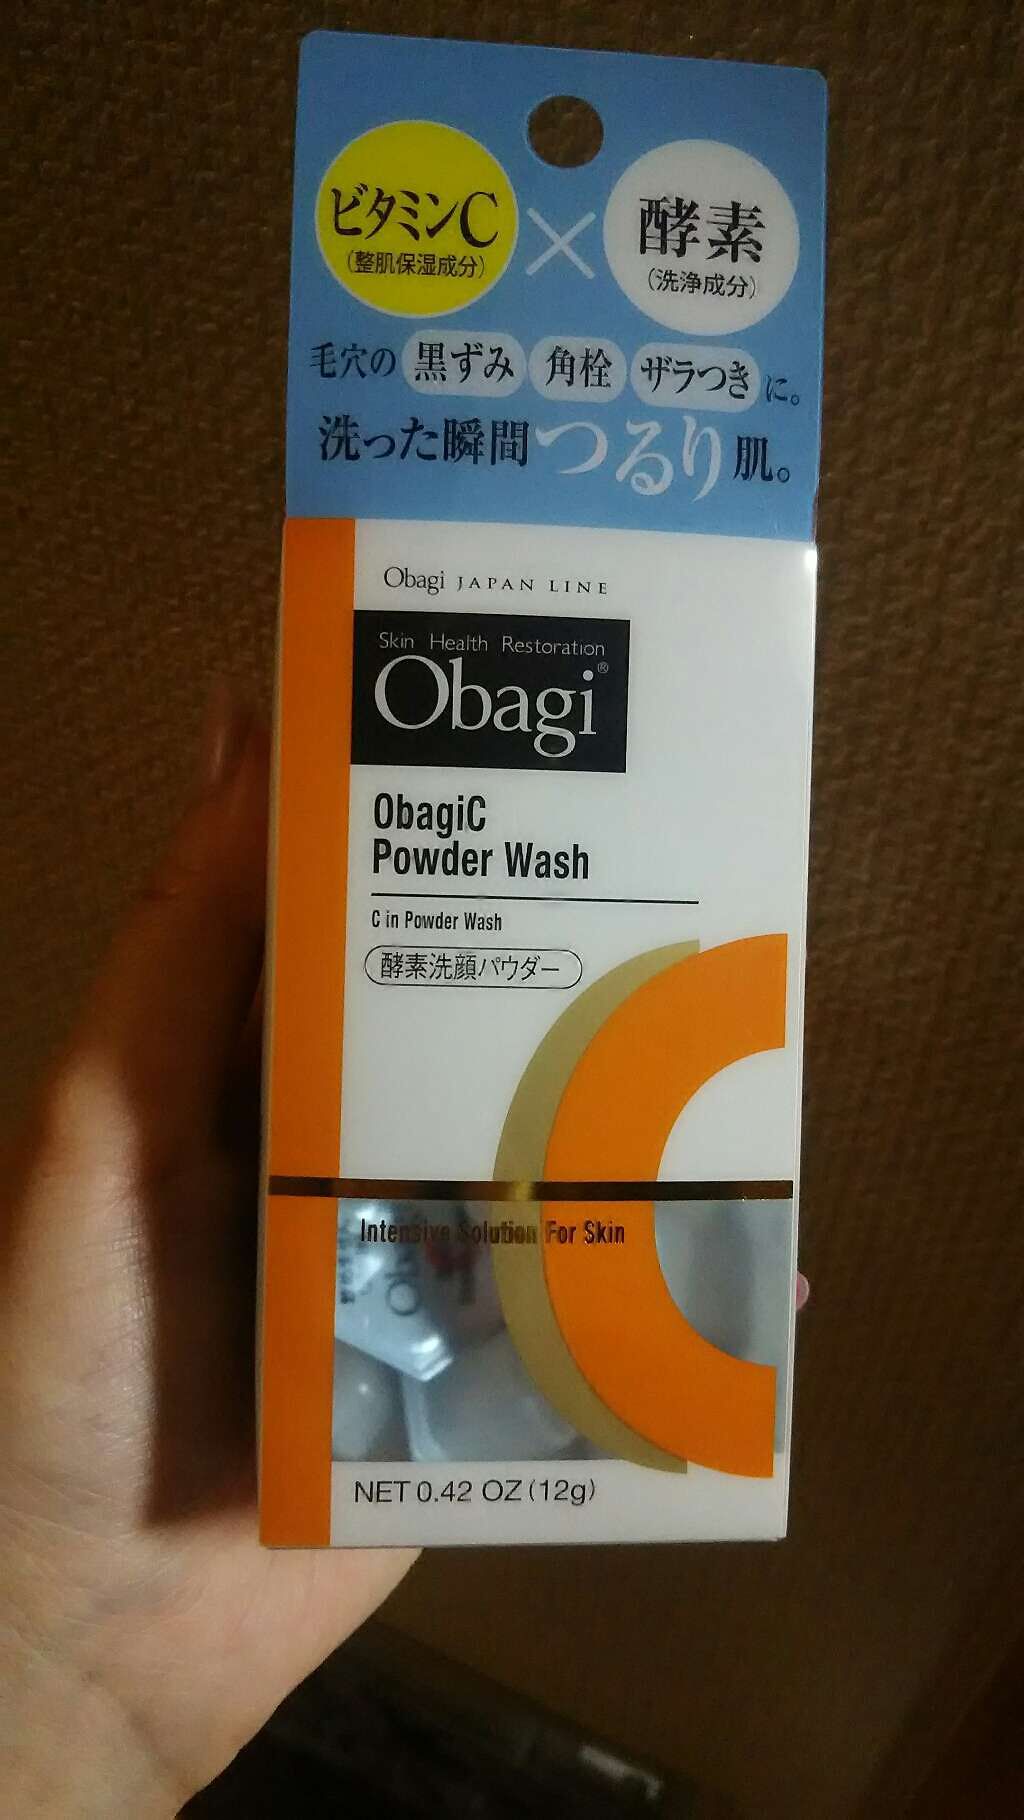 ビタミンC × 酵素
(整肌保湿成分) (洗浄成分)
毛穴の 黒ずみ 角栓 ザラつき に。
洗った瞬間つるり肌。
Obagi JAPAN LINE
Skin Health Restoration
Obagi®
ObagiC
Powder Wash
C in Powder Wash
酵素洗顔パウダー
Intensive Solution For Skin
NET 0.42 OZ (12g)